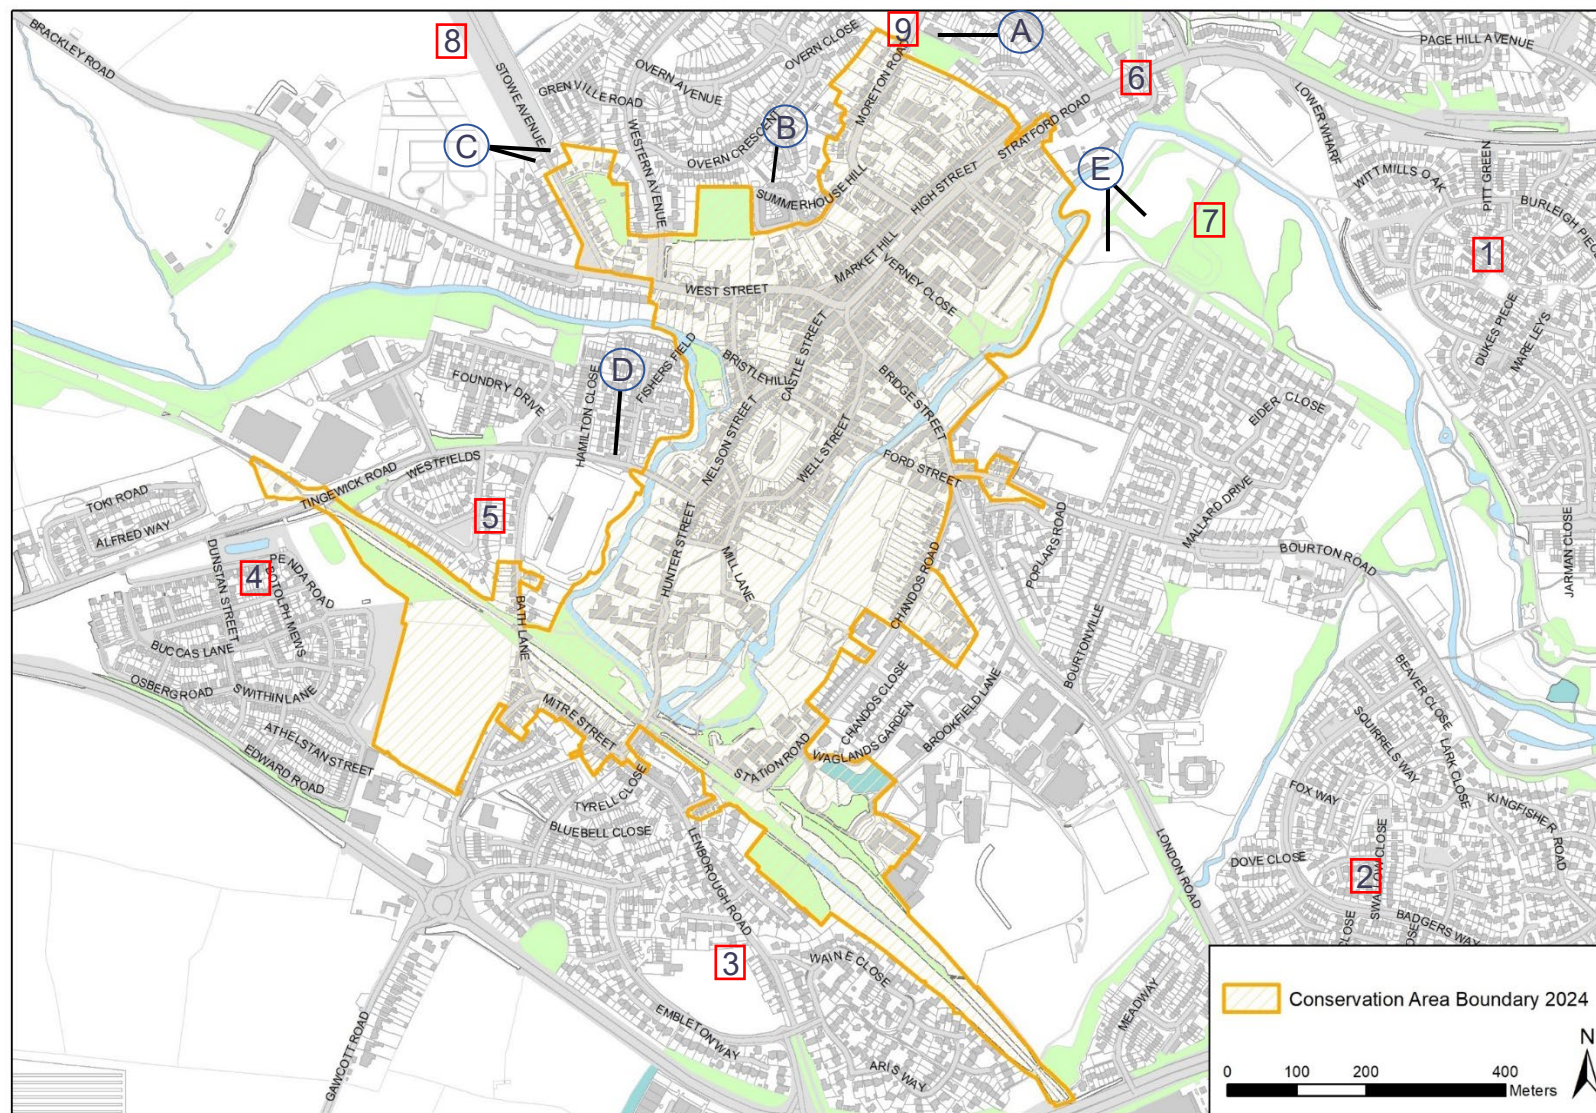 BRACKLEY ROAD
8
STOWE AVENUE
GRENVILLE ROAD
OVERN AVENUE
OVERN CLOSE
9
MORETON ROAD
A
PAGE HILL AVENUE
6
STRATFORD ROAD
LOWER WHARF
C
WESTERN AVENUE
OVERN CRESCENT
B
SUMMERHOUSE HILL
HIGH STREET
E
7
WITTMILLS OAK
PITT GREEN
BURLEIGH PIECE
1
DUKES PIECE
MARE LEYS
MARKET HILL
VERNEY CLOSE
WEST STREET
CASTLE STREET
BRISTLE HILL
BRIDGE STREET
FOUNDRY DRIVE
HAMILTON CLOSE
D
FISHERS FIELD
NELSON STREET
WELL STREET
FORD STREET
EIDER CLOSE
MALLARD DRIVE
BOURTON ROAD
JARMAN CLOSE
TOKI ROAD
ALFRED WAY
TINGEWICK ROAD
WESTFIELDS
5
HUNTER STREET
MILL LANE
CHANDOS ROAD
POPLARS ROAD
BOURTONVILLE
DUNSTAN STREET
4
PENDA ROAD
BOTOLPH MEWS
BUCCAS LANE
OSBERG ROAD
SWITHIN LANE
ATHELSTAN STREET
EDWARD ROAD
BATH LANE
MITRE STREET
STATION ROAD
CHANDOS CLOSE
WAGLANDS GARDEN
BROOKFIELD LANE
BEAVER CLOSE
SQUIRRELS WAY
LARK CLOSE
KINGFISHER ROAD
FOX WAY
DOVE CLOSE
2
SWALLOW CLOSE
BADGERS WAY
CLOSE
LONDON ROAD
TYRELL CLOSE
BLUEBELL CLOSE
LENBOROUGH ROAD
3
WAINE CLOSE
EMBLETON WAY
ARIS WAY
GAWCOTT ROAD
MEADWAY
Conservation Area Boundary 2024
N
0 100 200 400
Meters